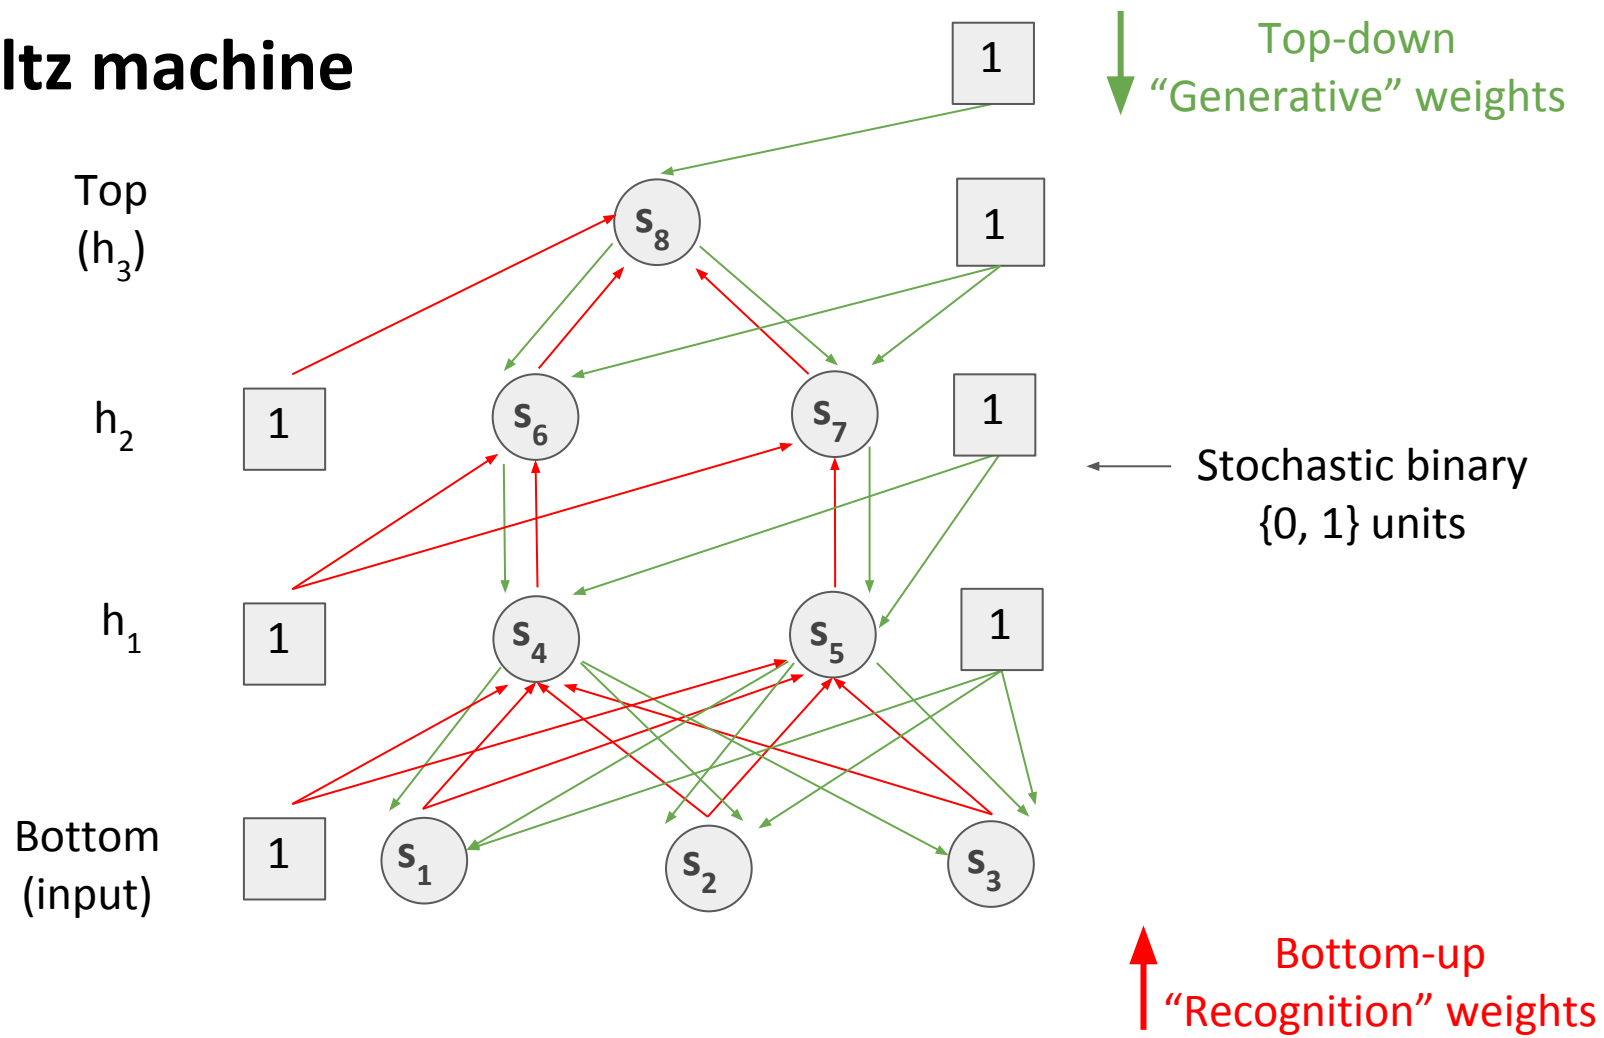 ltz machine
1
Top-down
“Generative” weights
Top
(h3)
s8
1
h2
1
s6
s7
1
Stochastic binary
{0, 1} units
h1
1
s4
s5
1
Bottom
(input)
1
s1
s2
s3
Bottom-up
“Recognition” weights